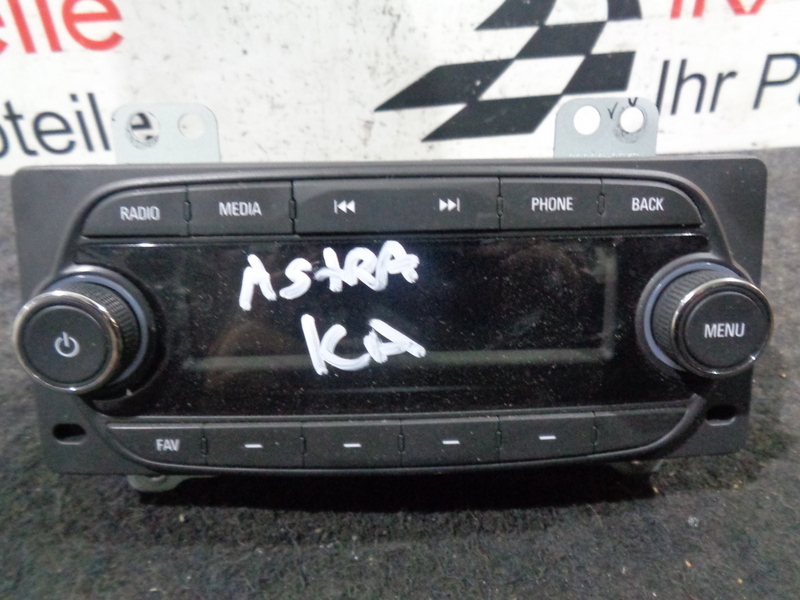 elle
Ihr P
oteile
RADIO MEDIA PHONE BACK
ASTRA
KA
MENU
FAV